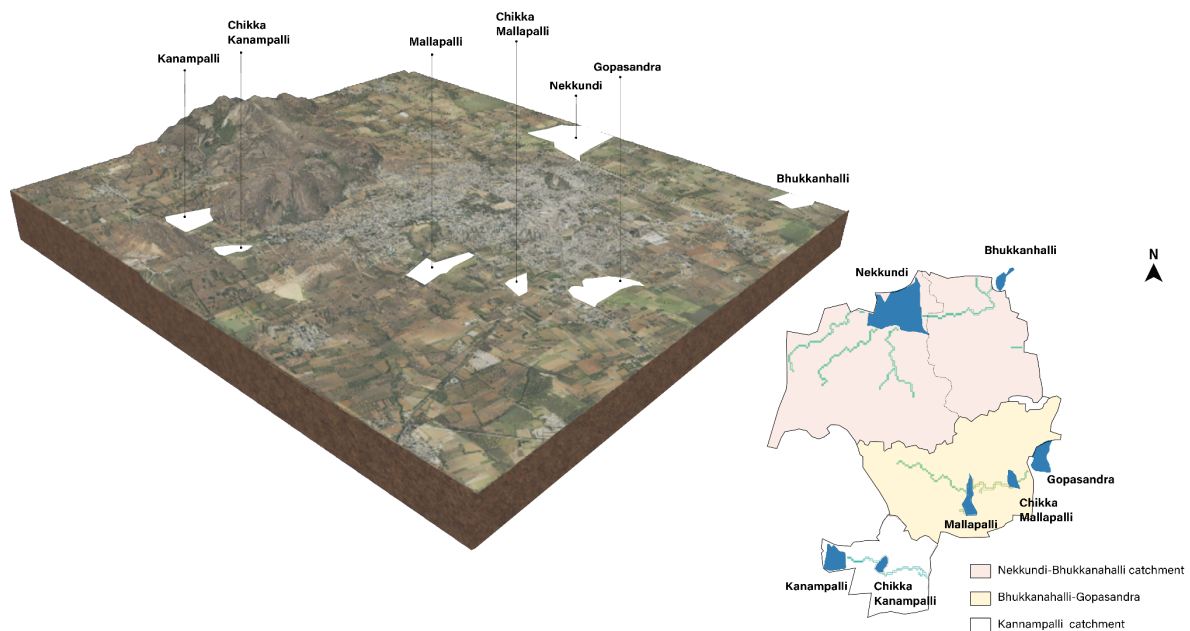 Kanampalli
Chikka
Kanampalli
Mallapalli
Chikka
Mallapalli
Nekkundi
Gopasandra
Bhukkanhalli
Nekkundi
Bhukkanhalli
N
Gopasandra
Chikka
Mallapalli
Mallapalli
Kanampalli
Chikka
Kanampalli
Nekkundi-Bhukkanahalli catchment
Bhukkanahalli-Gopasandra
Kannampalli catchment